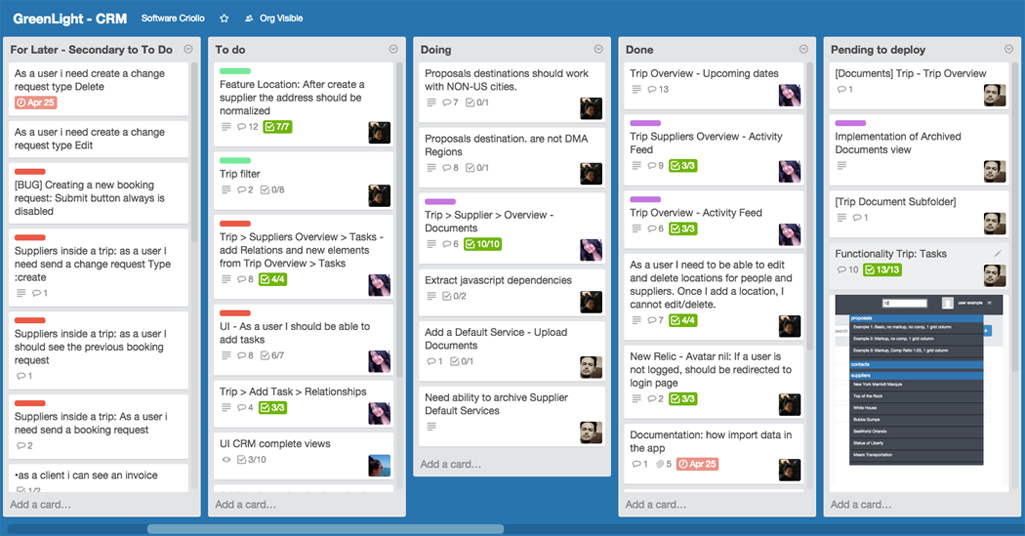 GreenLight - CRM
Software Criollo
Org Visible
For Later - Secondary to To Do
As a user i need create a change
request type Delete
Apr 25
As a user i need create a change
request type Edit
[BUG] Creating a new booking
request: Submit button always is
disabled
Suppliers inside a trip: as a user I
need send a change request Type
:create
1
Suppliers inside a trip: as a user I
should see the previous booking
request
1
Suppliers inside a trip: As a user i
need send a booking request
2
•as a client i can see an invoice
1/2
Add a card…
To do
Feature Location: After create a
supplier the address should be
normalized
12 7/7
Trip filter
2 0/8
Trip > Suppliers Overview > Tasks -
add Relations and new elements
from Trip Overview > Tasks
8 4/4
UI - As a user I should be able to
add tasks
8 6/7
Trip > Add Task > Relationships
4 3/3
UI CRM complete views
3/10
Add a card…
Doing
Proposals destinations should work
with NON-US cities.
7 0/1
Proposals destination. are not DMA
Regions
8 0/1
Trip > Supplier > Overview -
Documents
6 10/10
Extract javascript dependencies
0/2
Add a Default Service - Upload
Documents
1 0/1
Need ability to archive Supplier
Default Services
Add a card…
Done
Trip Overview - Upcoming dates
13
Trip Suppliers Overview - Activity
Feed
9 3/3
Trip Overview - Activity Feed
6 3/3
As a user I need to be able to edit
and delete locations for people and
suppliers. Once I add a location, I
cannot edit/delete.
7 4/4
New Relic - Avatar nil: If a user is
not logged, should be redirected to
login page
2 3/3
Documentation: how import data in
the app
1 5 Apr 25
Add a card…
Pending to deploy
[Documents] Trip - Trip Overview
1
Implementation of Archived
Documents view
[Trip Document Subfolder]
1
Functionality Trip: Tasks
10 13/13
user example
proposals
Example 1: Basic, no markup, no comp, 1 grid column
Example 2: Markup, no comp, 1 grid column
Example 3: Markup, Comp Ratio 1:25, 1 grid column
contacts
suppliers
New York Marriott Marquis
Top of the Rock
White House
Bubba Gumps
SeaWorld Orlando
Statue of Liberty
Mears Transportation
Add a card…